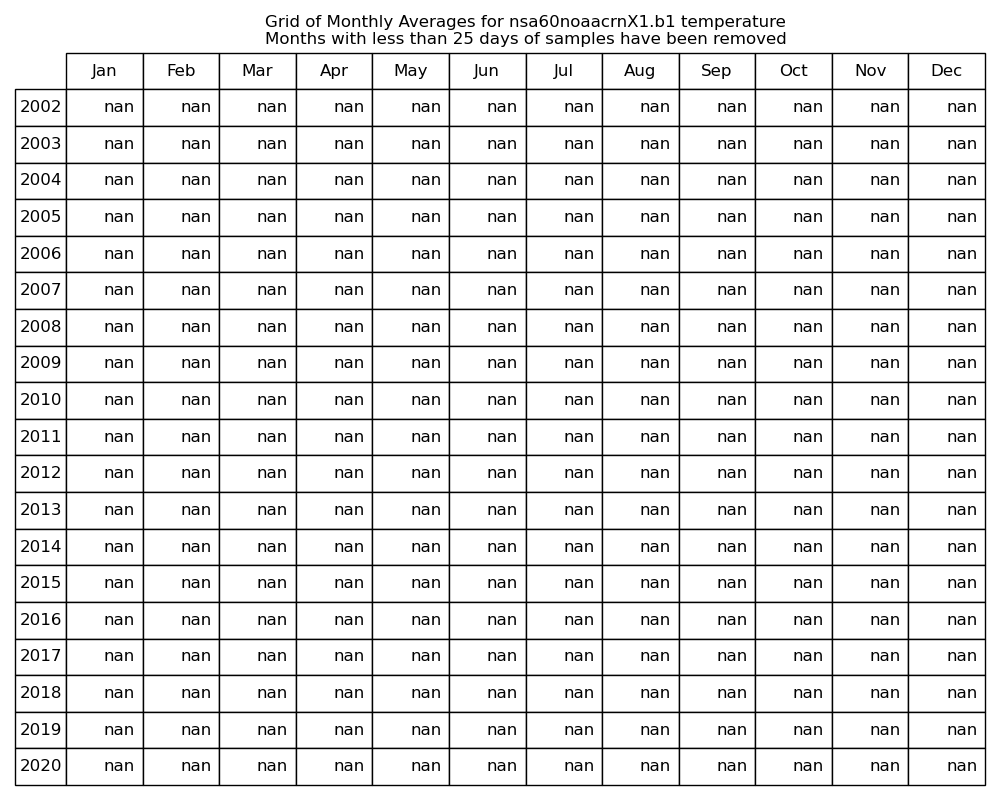 Grid of Monthly Averages for nsa60noaacrnX1.b1 temperature
Months with less than 25 days of samples have been removed
Jan Feb Mar Apr May Jun Jul Aug Sep Oct Nov Dec
2002 nan nan nan nan nan nan nan nan nan nan nan nan
2003 nan nan nan nan nan nan nan nan nan nan nan nan
2004 nan nan nan nan nan nan nan nan nan nan nan nan
2005 nan nan nan nan nan nan nan nan nan nan nan nan
2006 nan nan nan nan nan nan nan nan nan nan nan nan
2007 nan nan nan nan nan nan nan nan nan nan nan nan
2008 nan nan nan nan nan nan nan nan nan nan nan nan
2009 nan nan nan nan nan nan nan nan nan nan nan nan
2010 nan nan nan nan nan nan nan nan nan nan nan nan
2011 nan nan nan nan nan nan nan nan nan nan nan nan
2012 nan nan nan nan nan nan nan nan nan nan nan nan
2013 nan nan nan nan nan nan nan nan nan nan nan nan
2014 nan nan nan nan nan nan nan nan nan nan nan nan
2015 nan nan nan nan nan nan nan nan nan nan nan nan
2016 nan nan nan nan nan nan nan nan nan nan nan nan
2017 nan nan nan nan nan nan nan nan nan nan nan nan
2018 nan nan nan nan nan nan nan nan nan nan nan nan
2019 nan nan nan nan nan nan nan nan nan nan nan nan
2020 nan nan nan nan nan nan nan nan nan nan nan nan